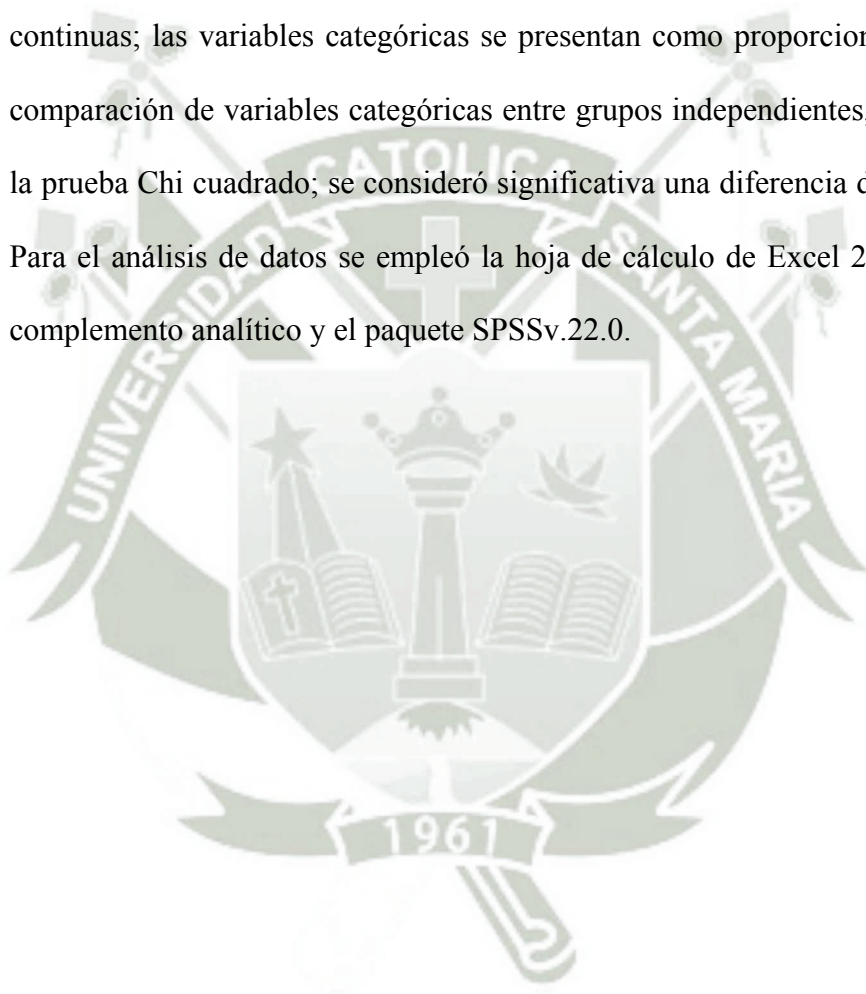 continuas; las variables categóricas se presentan como proporcion
comparación de variables categóricas entre grupos independientes,
la prueba Chi cuadrado; se consideró significativa una diferencia d
Para el análisis de datos se empleó la hoja de cálculo de Excel 2
complemento analítico y el paquete SPSSv.22.0.
UNIVERSIDAD CATOLICA SANTA MARIA
1961